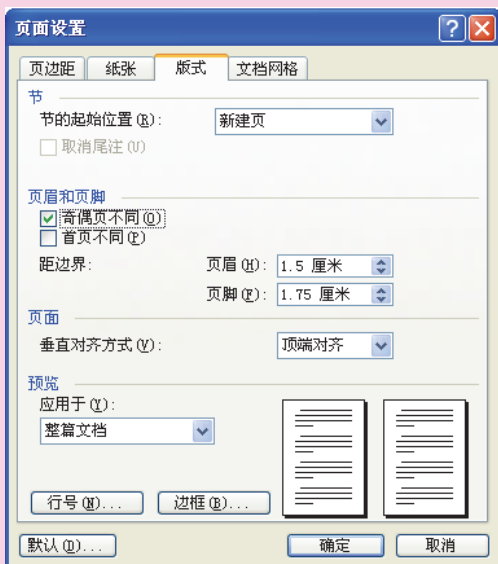 页面设置
页边距 纸张 版式 文档网格
节
节的起始位置(R): 新建页
取消尾注(U)
页眉和页脚
奇偶页不同(O)
首页不同(P)
距边界: 页眉(H): 1.5 厘米
页脚(F): 1.75 厘米
页面
垂直对齐方式(V): 顶端对齐
预览
应用于(Y):
整篇文档
行号(N)... 边框(B)...
默认(D)... 确定 取消